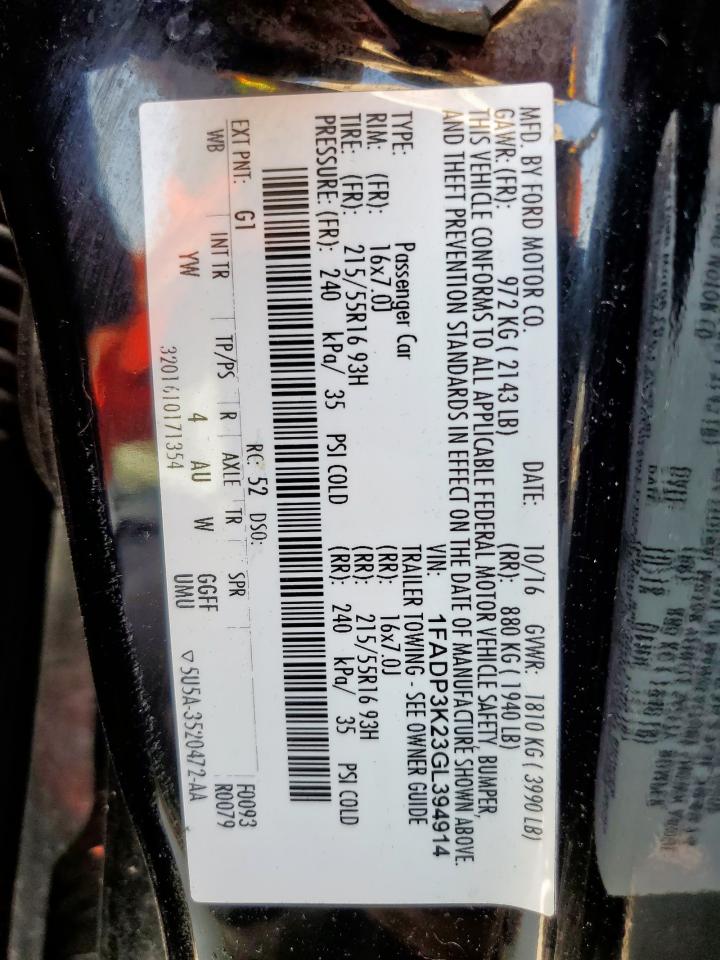 MFD. BY FORD MOTOR CO. DATE: 10/16 GVWR: 1810 KG ( 3990 LB)
GAWR: (FR): 972 KG ( 2143 LB) (RR): 880 KG ( 1940 LB)
THIS VEHICLE CONFORMS TO ALL APPLICABLE FEDERAL MOTOR VEHICLE SAFETY, BUMPER,
AND THEFT PREVENTION STANDARDS IN EFFECT ON THE DATE OF MANUFACTURE SHOWN ABOVE.
VIN: 1FADP3K23GL394914
TYPE: Passenger Car TRAILER TOWING - SEE OWNER GUIDE
RIM: (FR): 16x7.0J (RR): 16x7.0J
TIRE: (FR): 215/55R16 93H (RR): 215/55R16 93H
PRESSURE: (FR): 240 kPa/ 35 PSI COLD (RR): 240 kPa/ 35 PSI COLD
EXT PNT: G1 RC: 52 DSO: F0093
WB INT TR TP/PS R AXLE TR SPR R0079
YW 4 AU W GGFF
UMU
3201610171354 ▽5U5A-3520472-AA